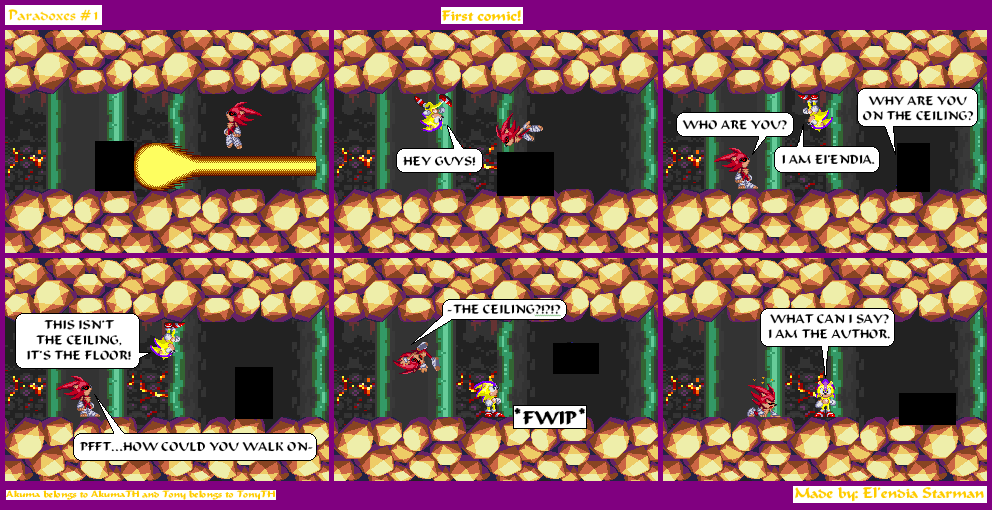 Paradoxes #1
First comic!
HEY GUYS!
WHO ARE YOU?
I AM El'ENDIA.
WHY ARE YOU
ON THE CEILING?
THIS ISN'T
THE CEILING,
IT'S THE FLOOR!
PFFT...HOW COULD YOU WALK ON-
-THE CEILING?!?!?
*FWIP*
WHAT CAN I SAY?
I AM THE AUTHOR.
Akuma belongs to AkumaTH and Tony belongs to TonyTH
Made by: El'endia Starman